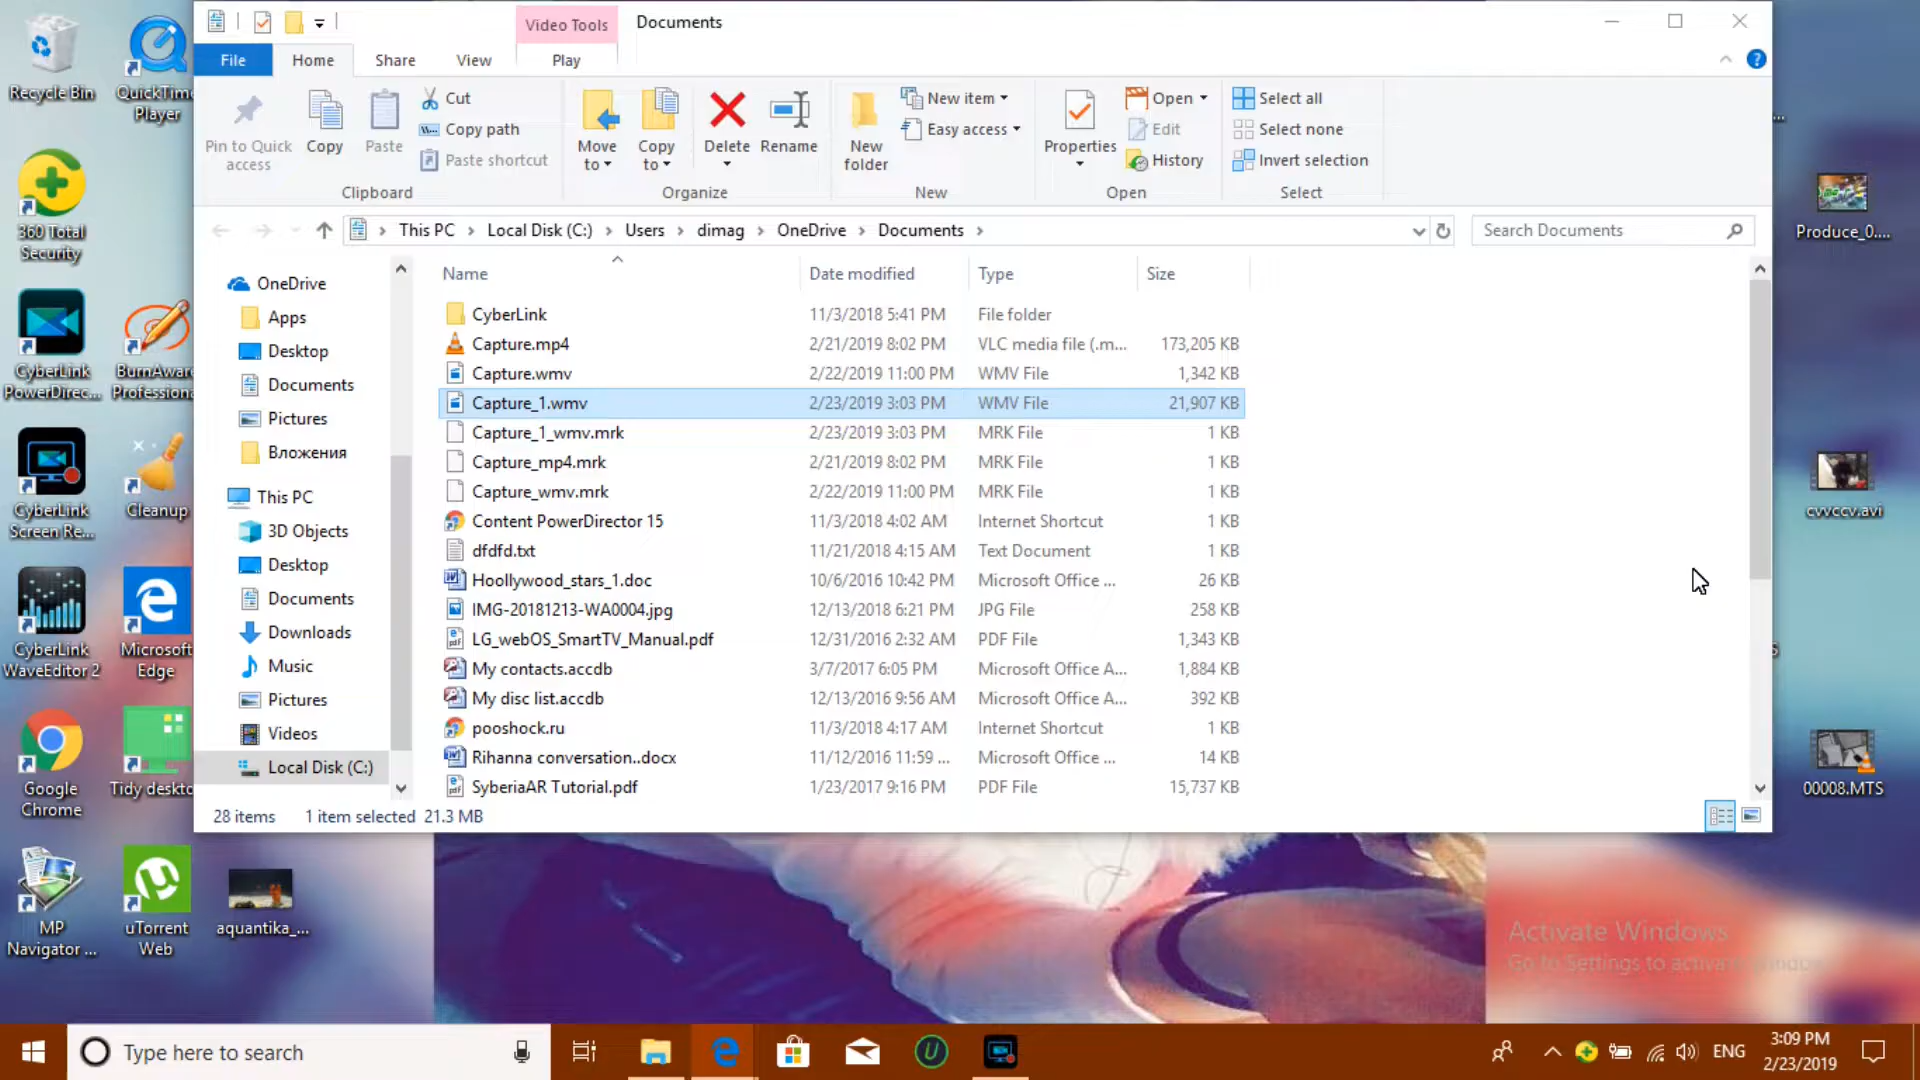 Video Tools
Documents
File
Home
Share
View
Play
Pin to Quick access
Copy
Paste
Cut
Copy path
Paste shortcut
Clipboard
Move to
Copy to
Delete
Rename
Organize
New folder
New item
Easy access
New
Properties
Open
Edit
History
Open
Select all
Select none
Invert selection
Select
This PC
Local Disk (C:)
Users
dimag
OneDrive
Documents
Search Documents
OneDrive
Apps
Desktop
Documents
Pictures
Вложения
This PC
3D Objects
Desktop
Documents
Downloads
Music
Pictures
Videos
Local Disk (C:)
Name Date modified Type Size
CyberLink 11/3/2018 5:41 PM File folder
Capture.mp4 2/21/2019 8:02 PM VLC media file (.m... 173,205 KB
Capture.wmv 2/22/2019 11:00 PM WMV File 1,342 KB
Capture_1.wmv 2/23/2019 3:03 PM WMV File 21,907 KB
Capture_1_wmv.mrk 2/23/2019 3:03 PM MRK File 1 KB
Capture_mp4.mrk 2/21/2019 8:02 PM MRK File 1 KB
Capture_wmv.mrk 2/22/2019 11:00 PM MRK File 1 KB
Content PowerDirector 15 11/3/2018 4:02 AM Internet Shortcut 1 KB
dfdfd.txt 11/21/2018 4:15 AM Text Document 1 KB
Hoollywood_stars_1.doc 10/6/2016 10:42 PM Microsoft Office ... 26 KB
IMG-20181213-WA0004.jpg 12/13/2018 6:21 PM JPG File 258 KB
LG_webOS_SmartTV_Manual.pdf 12/31/2016 2:32 AM PDF File 1,343 KB
My contacts.accdb 3/7/2017 6:05 PM Microsoft Office A... 1,884 KB
My disc list.accdb 12/13/2016 9:56 AM Microsoft Office A... 392 KB
pooshock.ru 11/3/2018 4:17 AM Internet Shortcut 1 KB
Rihanna conversation..docx 11/12/2016 11:59 ... Microsoft Office ... 14 KB
SyberiaAR Tutorial.pdf 1/23/2017 9:16 PM PDF File 15,737 KB
28 items 1 item selected 21.3 MB
Recycle Bin
QuickTime
Player
360 Total
Security
CyberLink
PowerDirec...
BurnAware
Professiona
CyberLink
Screen Re...
Cleanup
CyberLink
WaveEditor 2
Microsoft
Edge
Google
Chrome
Tidy deskto
MP
Navigator ...
uTorrent
Web
aquantika_...
Produce_0....
cvvccv.avi
00008.MTS
Activate Windows
Go to Settings to activate Windows
Type here to search
ENG
3:09 PM
2/23/2019